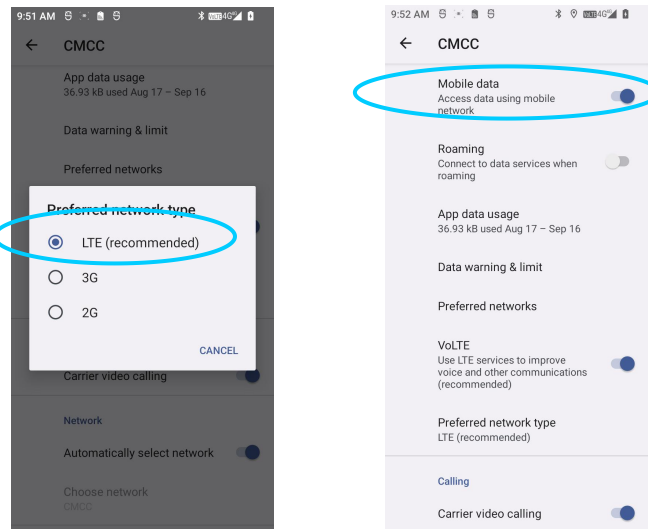 9:51 AM
4G
CMCC
App data usage
36.93 kB used Aug 17 – Sep 16
Data warning & limit
Preferred networks
Preferred network type
LTE (recommended)
3G
2G
CANCEL
Carrier video calling
Network
Automatically select network
Choose network
CMCC
9:52 AM
4G
CMCC
Mobile data
Access data using mobile
network
Roaming
Connect to data services when
roaming
App data usage
36.93 kB used Aug 17 – Sep 16
Data warning & limit
Preferred networks
VoLTE
Use LTE services to improve
voice and other communications
(recommended)
Preferred network type
LTE (recommended)
Calling
Carrier video calling